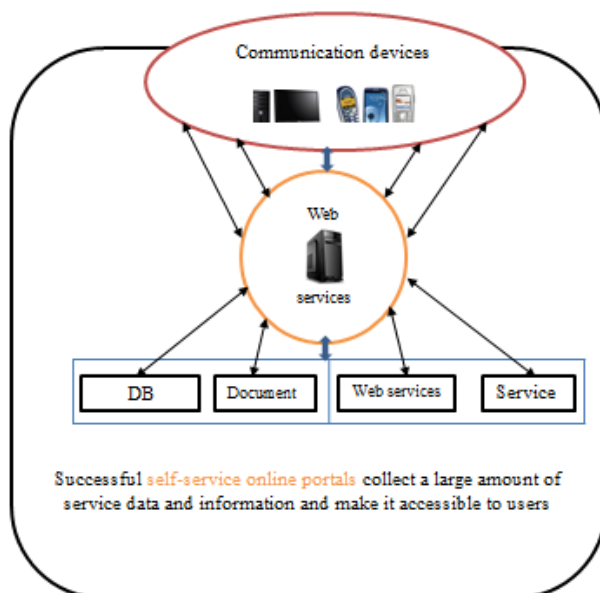 Communication devices
Web
services
DB
Document
Web services
Service
Successful self-service online portals collect a large amount of
service data and information and make it accessible to users